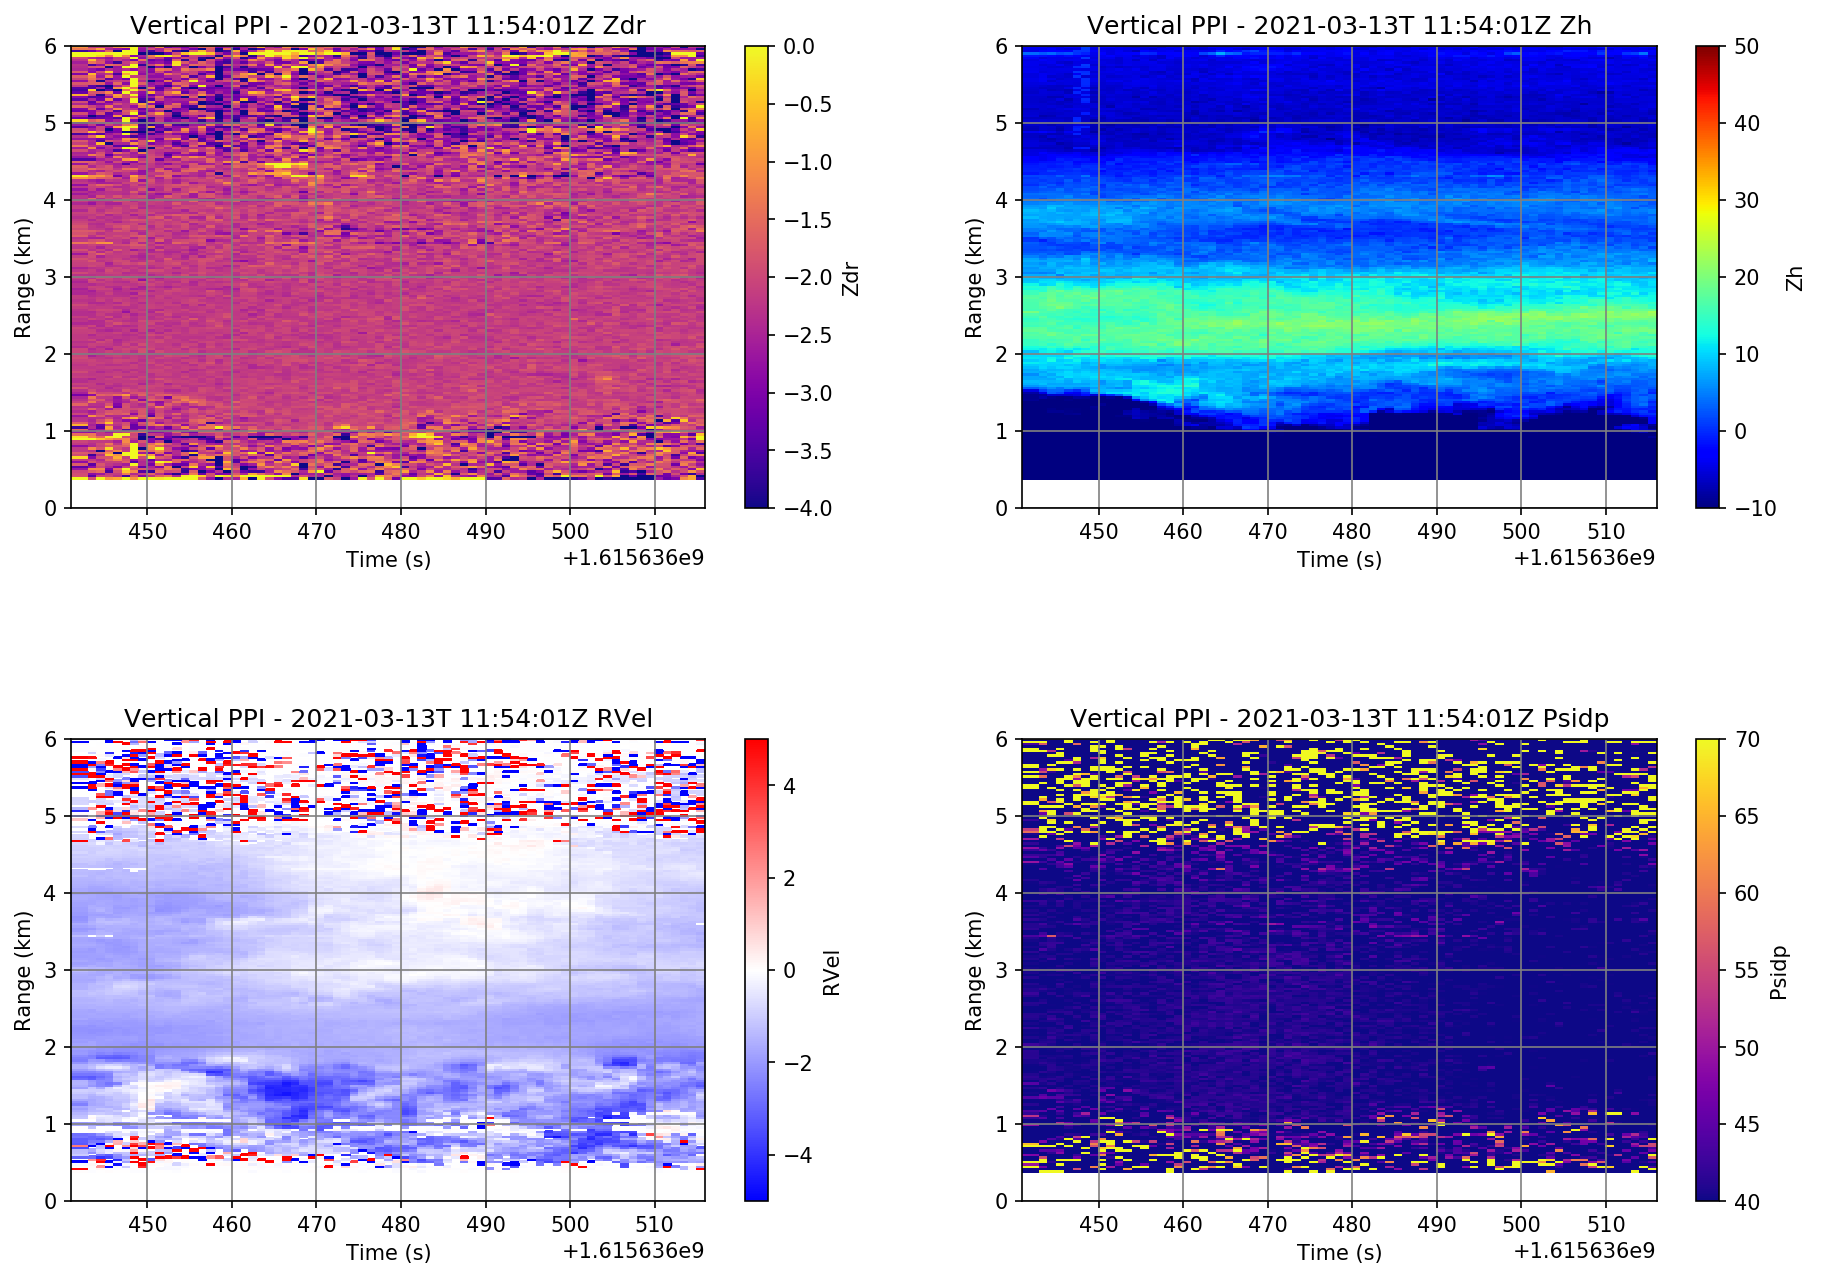 Vertical PPI - 2021-03-13T 11:54:01Z Zdr
6
5
4
3
2
1
0
Range (km)
450 460 470 480 490 500 510
Time (s)
+1.615636e9
0.0
−0.5
−1.0
−1.5
−2.0
−2.5
−3.0
−3.5
−4.0
Zdr
Vertical PPI - 2021-03-13T 11:54:01Z Zh
6
5
4
3
2
1
0
Range (km)
450 460 470 480 490 500 510
Time (s)
+1.615636e9
50
40
30
20
10
0
−10
Zh
Vertical PPI - 2021-03-13T 11:54:01Z RVel
6
5
4
3
2
1
0
Range (km)
450 460 470 480 490 500 510
Time (s)
+1.615636e9
4
2
0
−2
−4
RVel
Vertical PPI - 2021-03-13T 11:54:01Z Psidp
6
5
4
3
2
1
0
Range (km)
450 460 470 480 490 500 510
Time (s)
+1.615636e9
70
65
60
55
50
45
40
Psidp